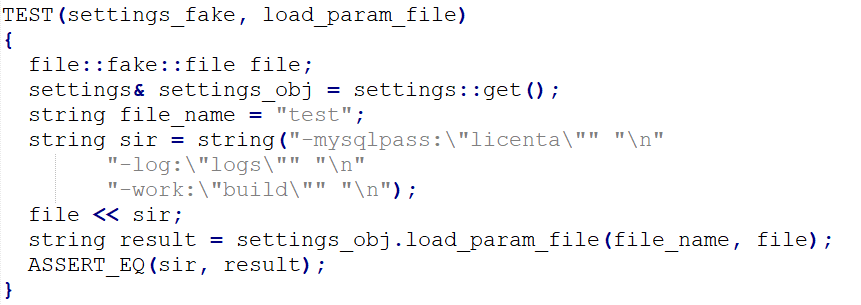 TEST(settings_fake, load_param_file)
{
  file::fake::file file;
  settings& settings_obj = settings::get();
  string file_name = "test";
  string sir = string("-mysqlpass:\"licenta\"" "\n"
        "-log:\"logs\"" "\n"
        "-work:\"build\"" "\n");
  file << sir;
  string result = settings_obj.load_param_file(file_name, file);
  ASSERT_EQ(sir, result);
}